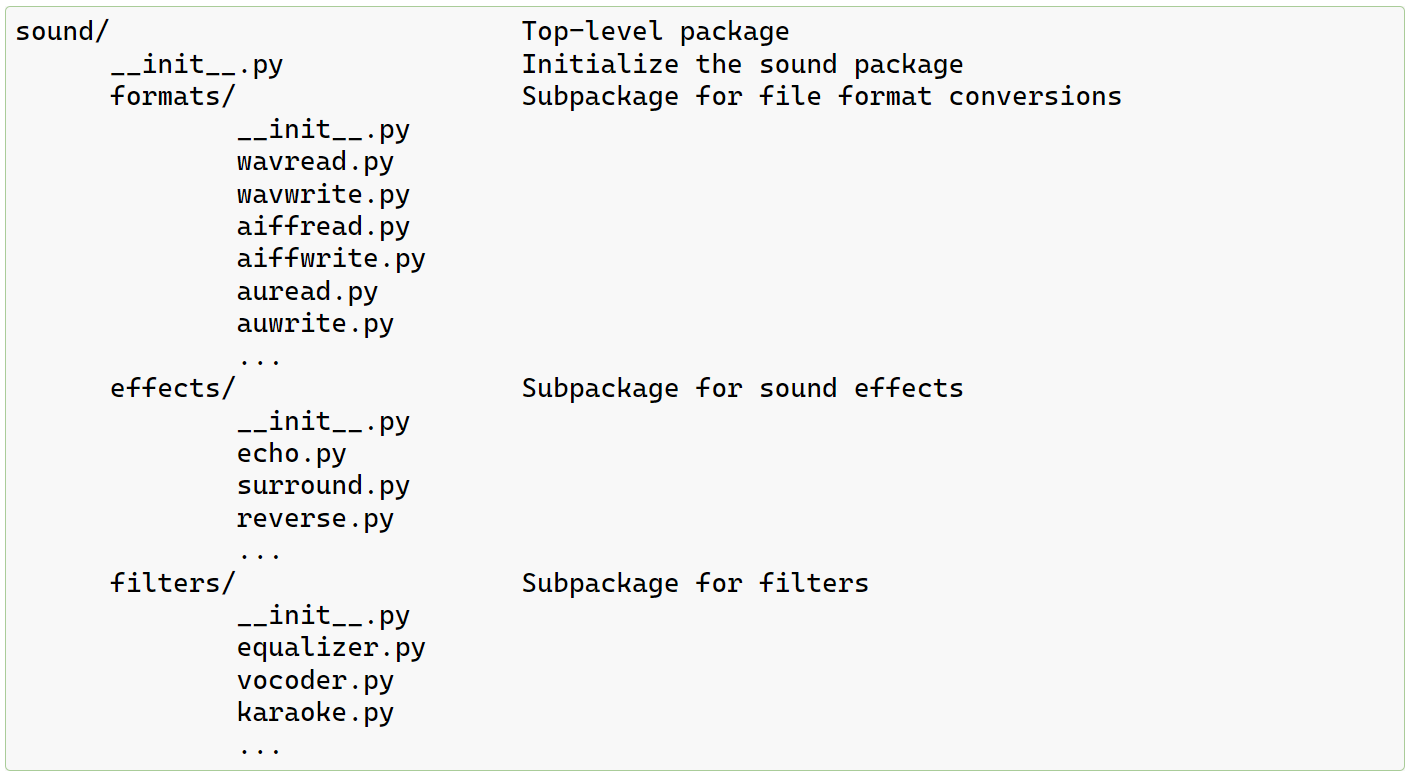 sound/                          Top-level package
      __init__.py               Initialize the sound package
      formats/                  Subpackage for file format conversions
              __init__.py
              wavread.py
              wavwrite.py
              aiffread.py
              aiffwrite.py
              auread.py
              auwrite.py
              ...
      effects/                  Subpackage for sound effects
              __init__.py
              echo.py
              surround.py
              reverse.py
              ...
      filters/                  Subpackage for filters
              __init__.py
              equalizer.py
              vocoder.py
              karaoke.py
              ...